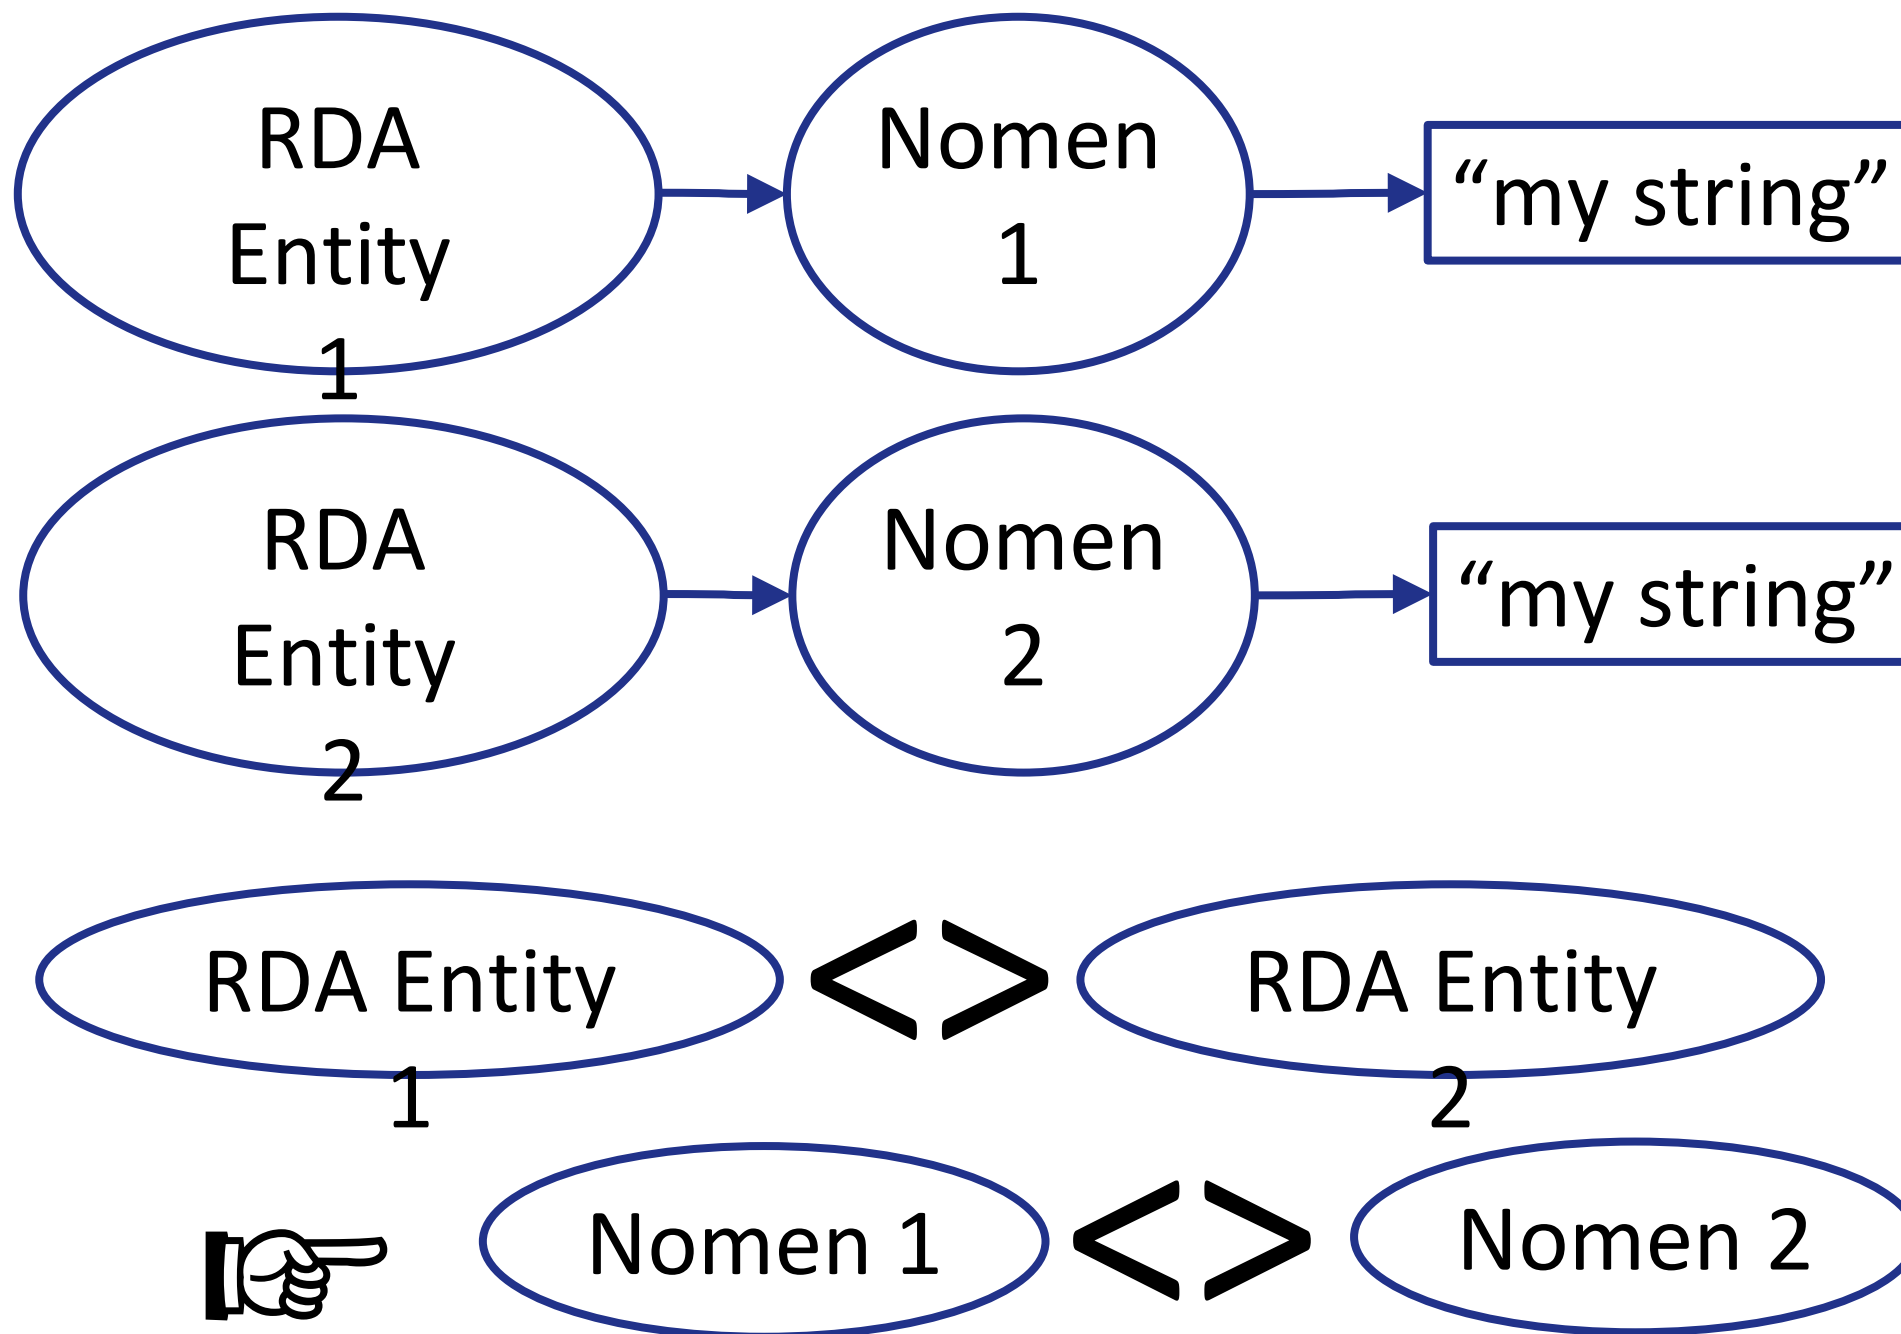 RDA
Entity
1
Nomen
1
“my string”
RDA
Entity
2
Nomen
2
“my string”
RDA Entity
1
<>
RDA Entity
2
Nomen 1
<>
Nomen 2